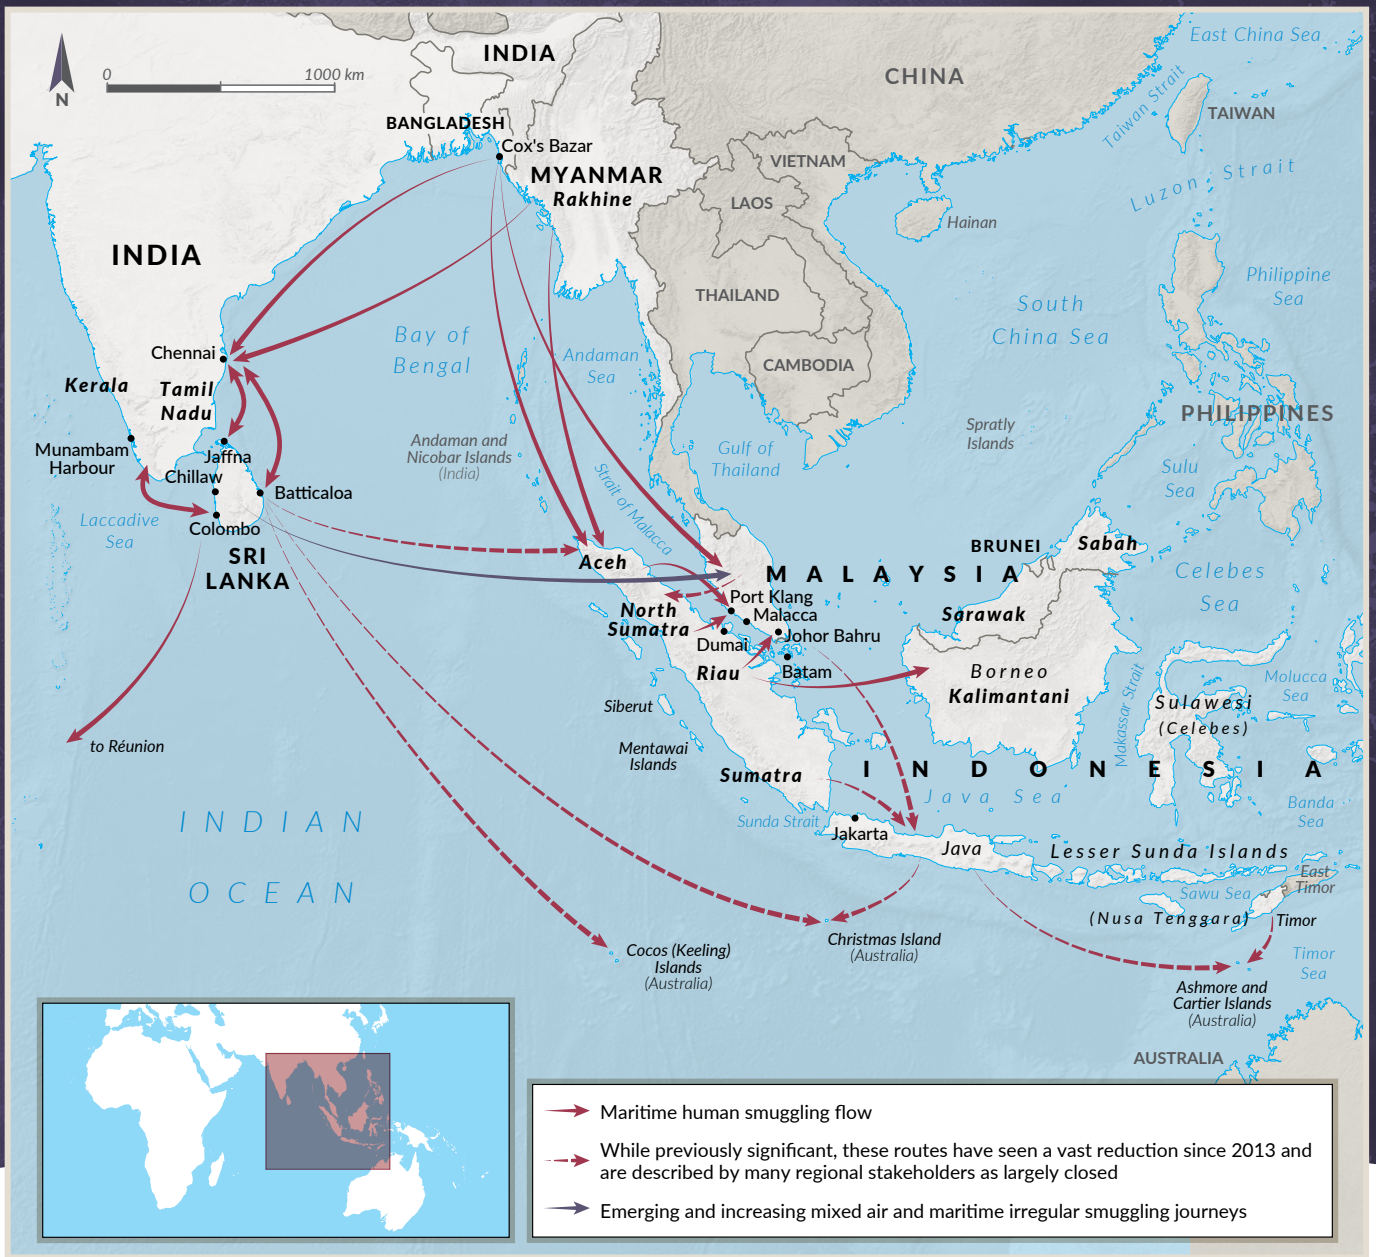 East China Sea
INDIA
0
1000 km
CHINA
N
Taiwan Strait
TAIWAN
BANGLADESH
Cox's Bazar
VIETNAM
MYANMAR
Rakhine
Luzon Strait
LAOS
Hainan
INDIA
Philippine
Sea
THAILAND
South
China Sea
Bay of
Bengal
Chennai
Andaman
Sea
CAMBODIA
Kerala
Tamil
Nadu
PHILIPPINES
Spratly
Islands
Andaman and
Nicobar Islands
(India)
Munambam
Harbour
Jaffna
Gulf of
Thailand
Sulu
Sea
Chillaw
Batticaloa
Strait of Malacca
Laccadive
Sea
Colombo
SRI
LANKA
BRUNEI
Sabah
Aceh
MALAYSIA
Celebes
Sea
Port Klang
North
Sumatra
Malacca
Sarawak
Dumai
Johor Bahru
Riau
Batam
Borneo
Kalimantani
Makassar Strait
Molucca
Sea
Siberut
Sulawesi
(Celebes)
to Réunion
Mentawai
Islands
Sumatra
INDONESIA
Java Sea
Banda
Sea
INDIAN
OCEAN
Sunda Strait
Jakarta
Java
Lesser Sunda Islands
East
Timor
Sawu Sea
(Nusa Tenggara)
Timor
Christmas Island
(Australia)
Cocos (Keeling)
Islands
(Australia)
Timor
Sea
Ashmore and
Cartier Islands
(Australia)
AUSTRALIA
Maritime human smuggling flow
While previously significant, these routes have seen a vast reduction since 2013 and
are described by many regional stakeholders as largely closed
Emerging and increasing mixed air and maritime irregular smuggling journeys